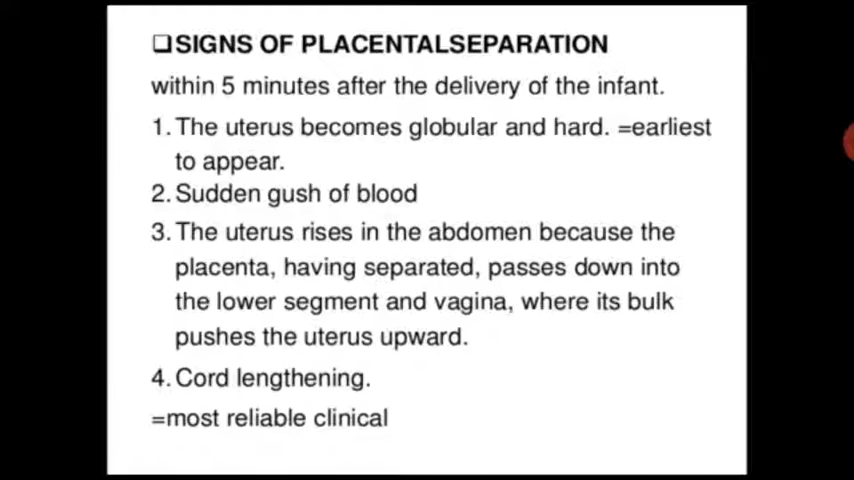 ❑SIGNS OF PLACENTALSEPARATION
within 5 minutes after the delivery of the infant.
1. The uterus becomes globular and hard. =earliest
to appear.
2. Sudden gush of blood
3. The uterus rises in the abdomen because the
placenta, having separated, passes down into
the lower segment and vagina, where its bulk
pushes the uterus upward.
4. Cord lengthening.
=most reliable clinical